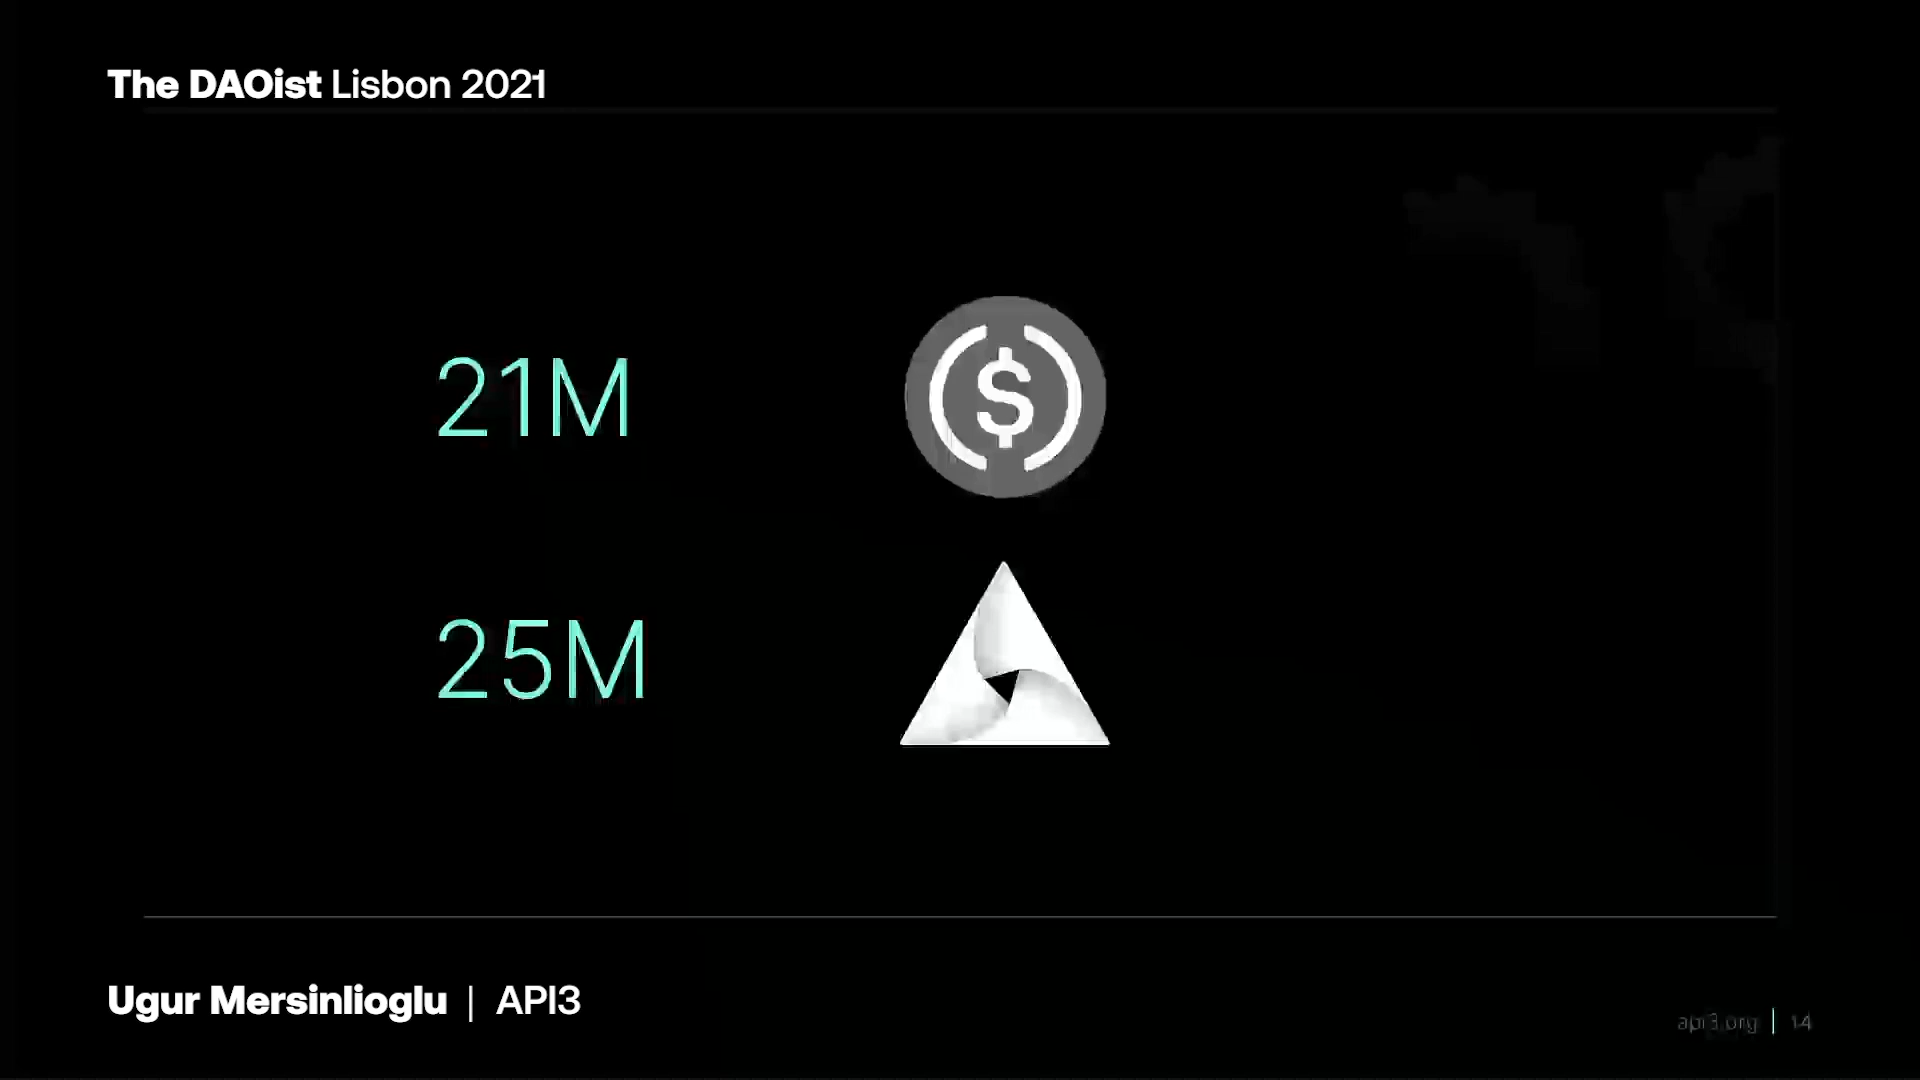 The DAOist Lisbon 2021
21M
$
25M
Ugur Mersinlioglu | API3
api3.org | 14